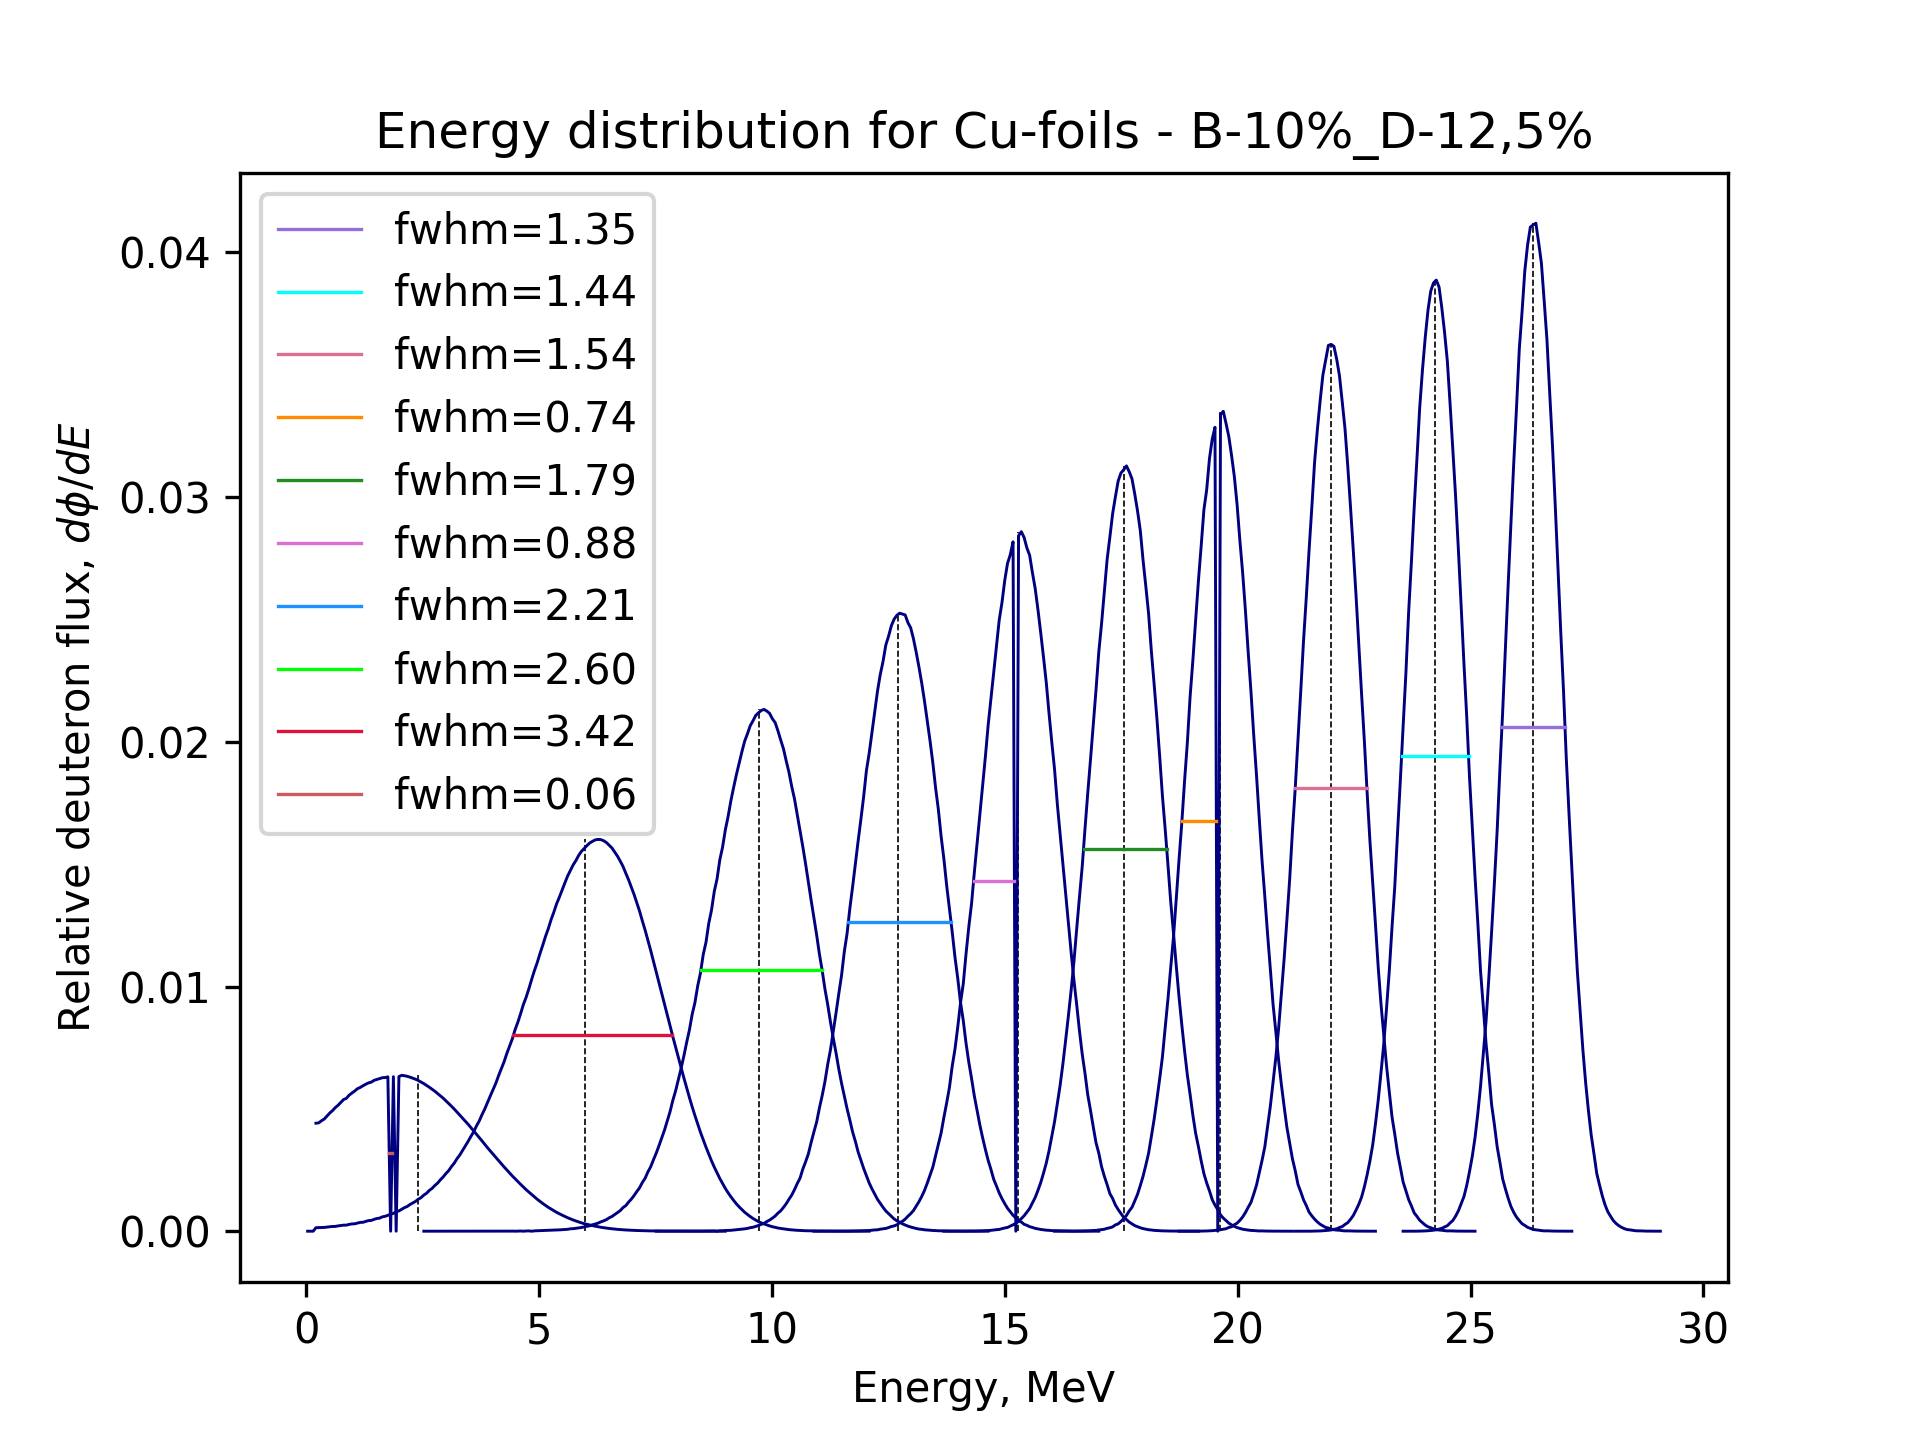 Energy distribution for Cu-foils - B-10%_D-12,5%
fwhm=1.35
fwhm=1.44
fwhm=1.54
fwhm=0.74
fwhm=1.79
fwhm=0.88
fwhm=2.21
fwhm=2.60
fwhm=3.42
fwhm=0.06
Relative deuteron flux, dϕ/dE
0.04
0.03
0.02
0.01
0.00
0 5 10 15 20 25 30
Energy, MeV